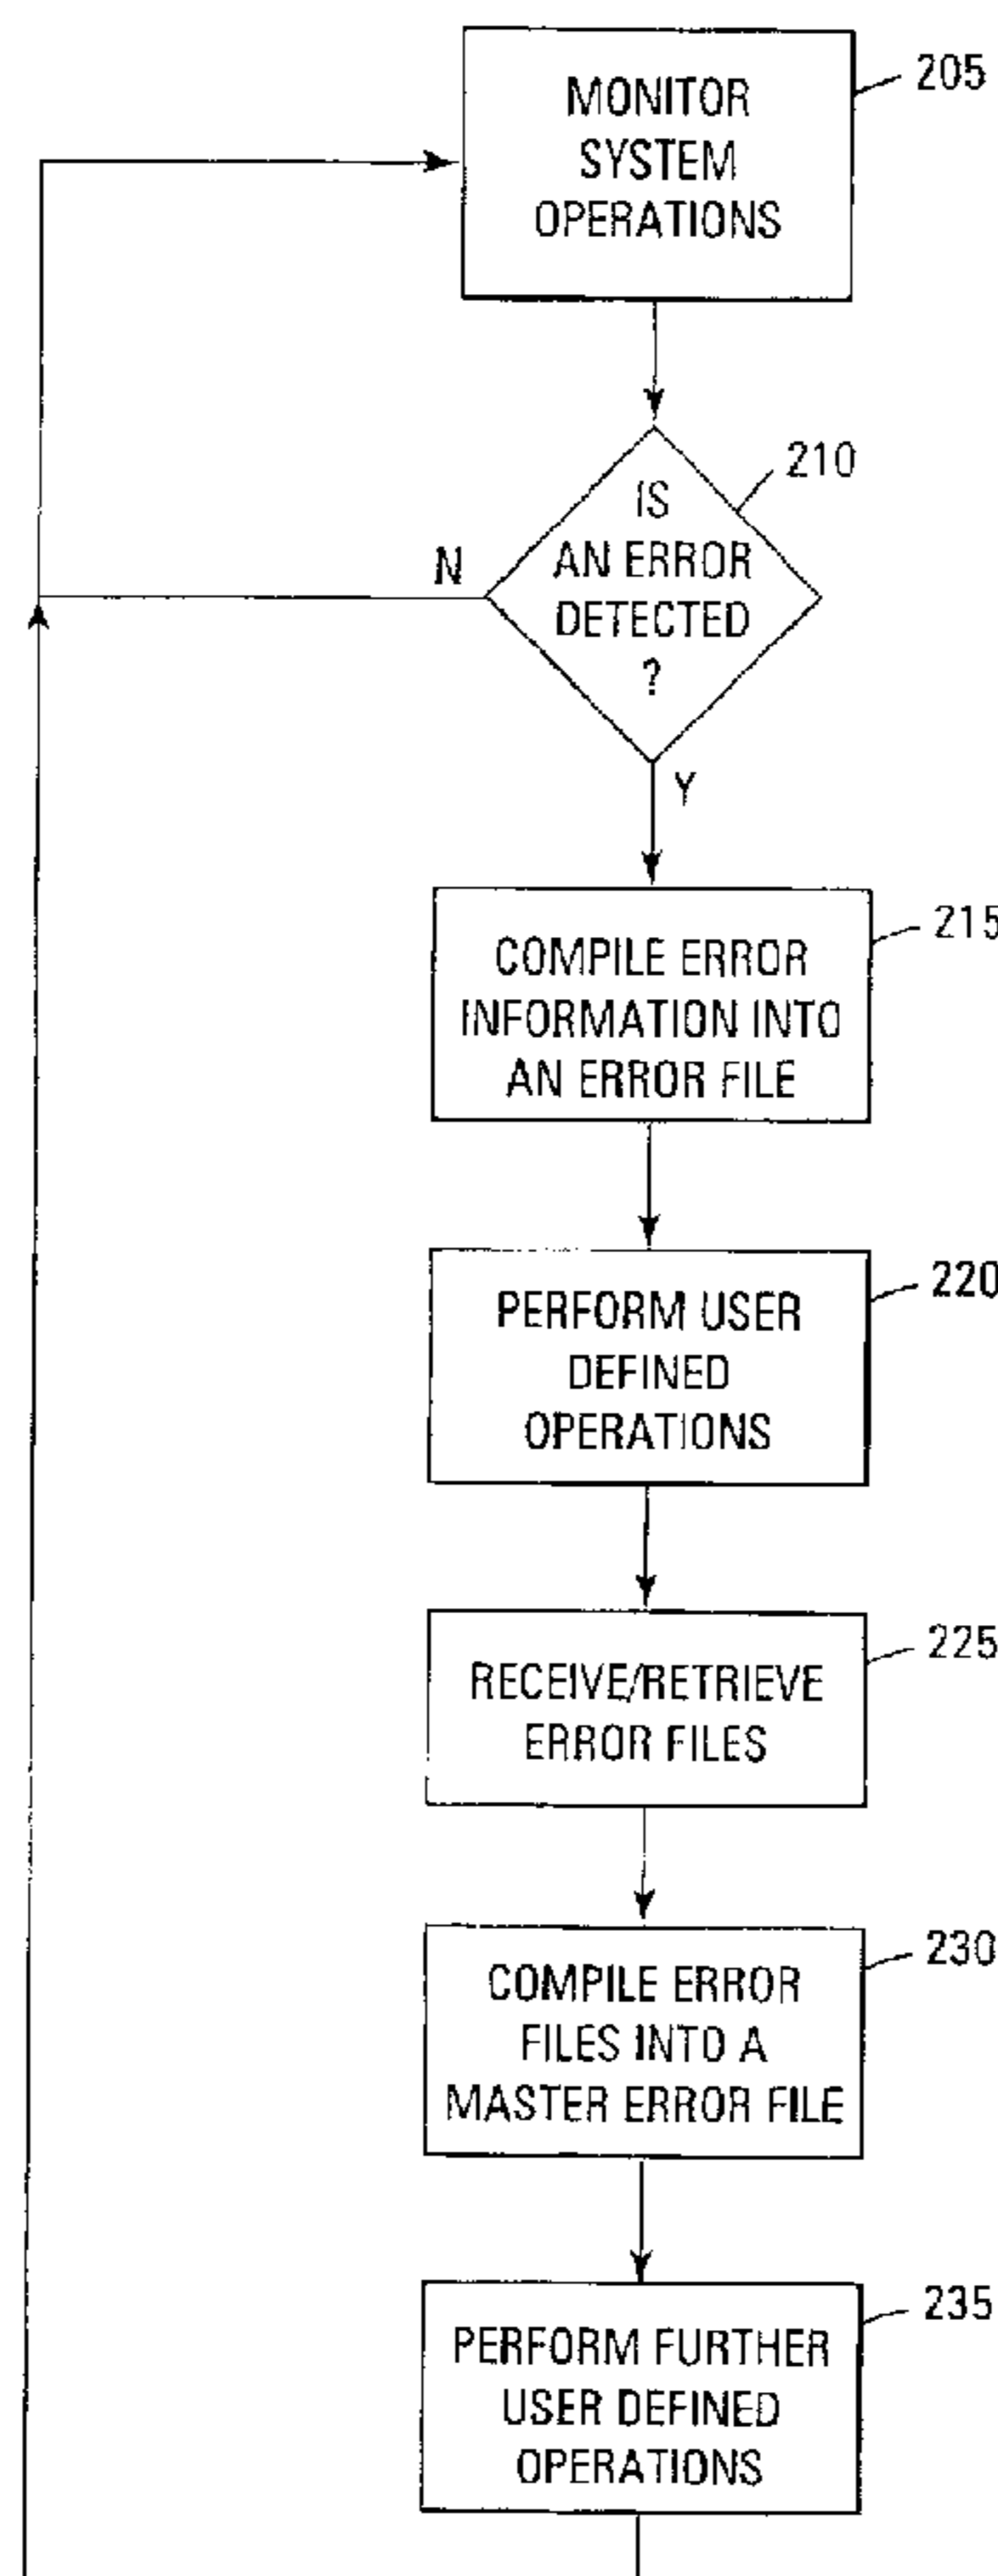 MONITOR
SYSTEM
OPERATIONS
205
IS
AN ERROR
DETECTED
?
210
N
Y
COMPILE ERROR
INFORMATION INTO
AN ERROR FILE
215
PERFORM USER
DEFINED
OPERATIONS
220
RECEIVE/RETRIEVE
ERROR FILES
225
COMPILE ERROR
FILES INTO A
MASTER ERROR FILE
230
PERFORM FURTHER
USER DEFINED
OPERATIONS
235